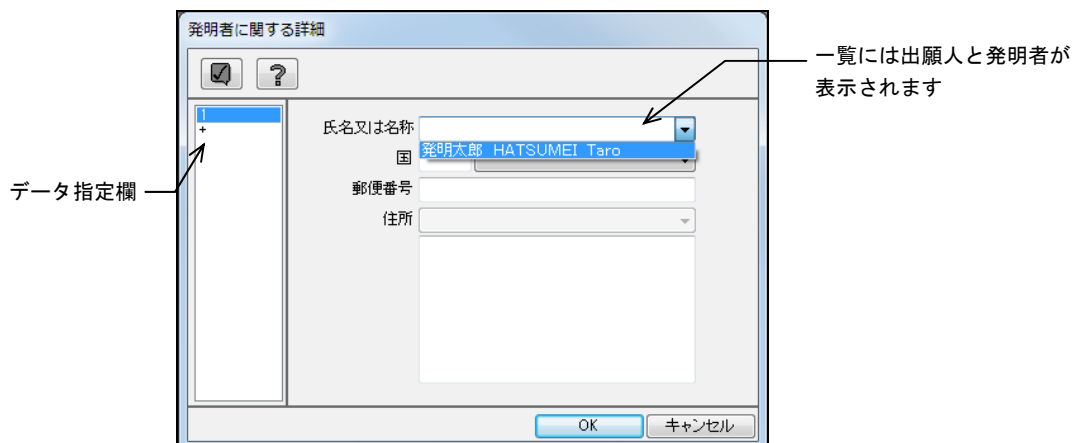 発明者に関する詳細
一覧には出願人と発明者が
表示されます
1
+
氏名又は名称
発明太郎 HATSUMEI Taro
国
データ指定欄
郵便番号
住所
OK
キャンセル